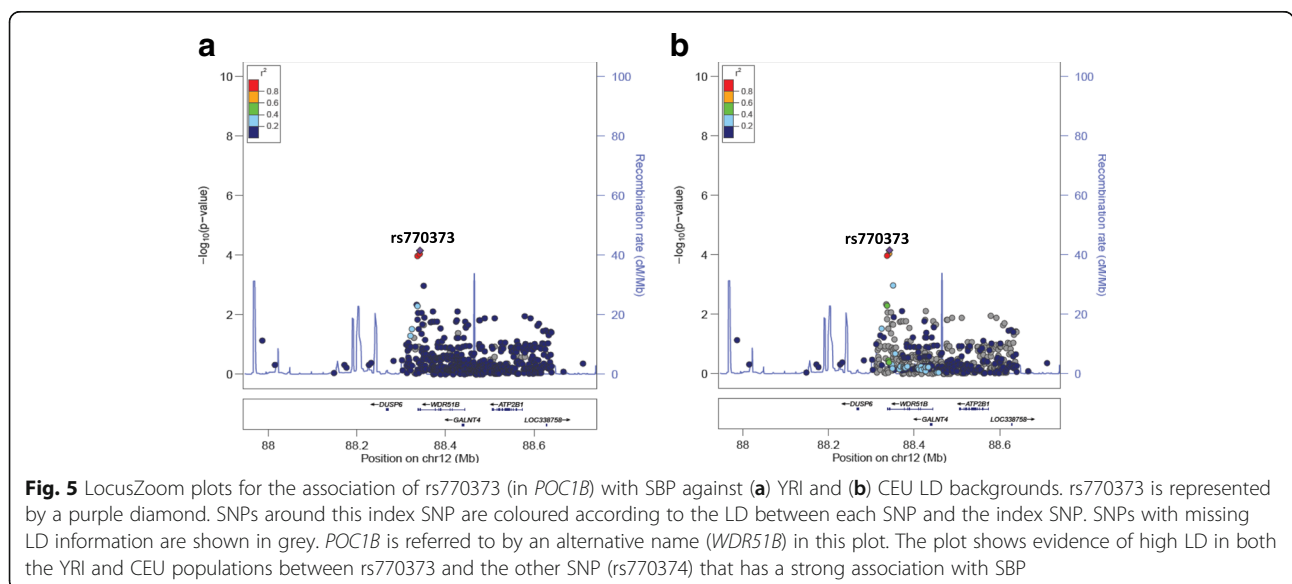 a
r²
0.8
0.6
0.4
0.2
10
8
6
4
2
0
−log₁₀(p−value)
100
80
60
40
20
0
Recombination rate (cM/Mb)
rs770373
←DUSP6
←WDR51B
←ATP2B1
←GALNT4
LOC338758→
88
88.2
88.4
88.6
Position on chr12 (Mb)
b
r²
0.8
0.6
0.4
0.2
10
8
6
4
2
0
−log₁₀(p−value)
100
80
60
40
20
0
Recombination rate (cM/Mb)
rs770373
←DUSP6
←WDR51B
←ATP2B1
←GALNT4
LOC338758→
88
88.2
88.4
88.6
Position on chr12 (Mb)
Fig. 5 LocusZoom plots for the association of rs770373 (in POC1B) with SBP against (a) YRI and (b) CEU LD backgrounds. rs770373 is represented
by a purple diamond. SNPs around this index SNP are coloured according to the LD between each SNP and the index SNP. SNPs with missing
LD information are shown in grey. POC1B is referred to by an alternative name (WDR51B) in this plot. The plot shows evidence of high LD in both
the YRI and CEU populations between rs770373 and the other SNP (rs770374) that has a strong association with SBP